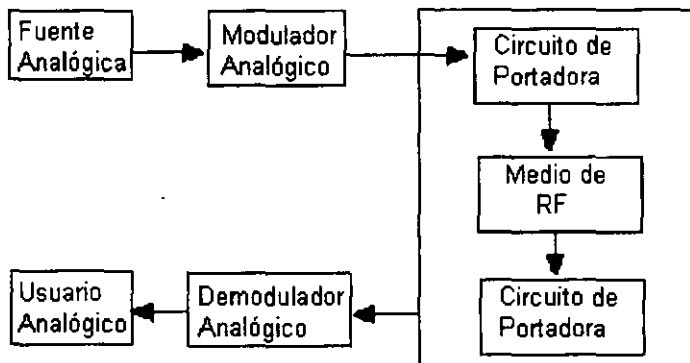 Fuente
Analógica
Modulador
Analógico
Circuito de
Portadora
Medio de
RF
Circuito de
Portadora
Demodulador
Analógico
Usuario
Analógico